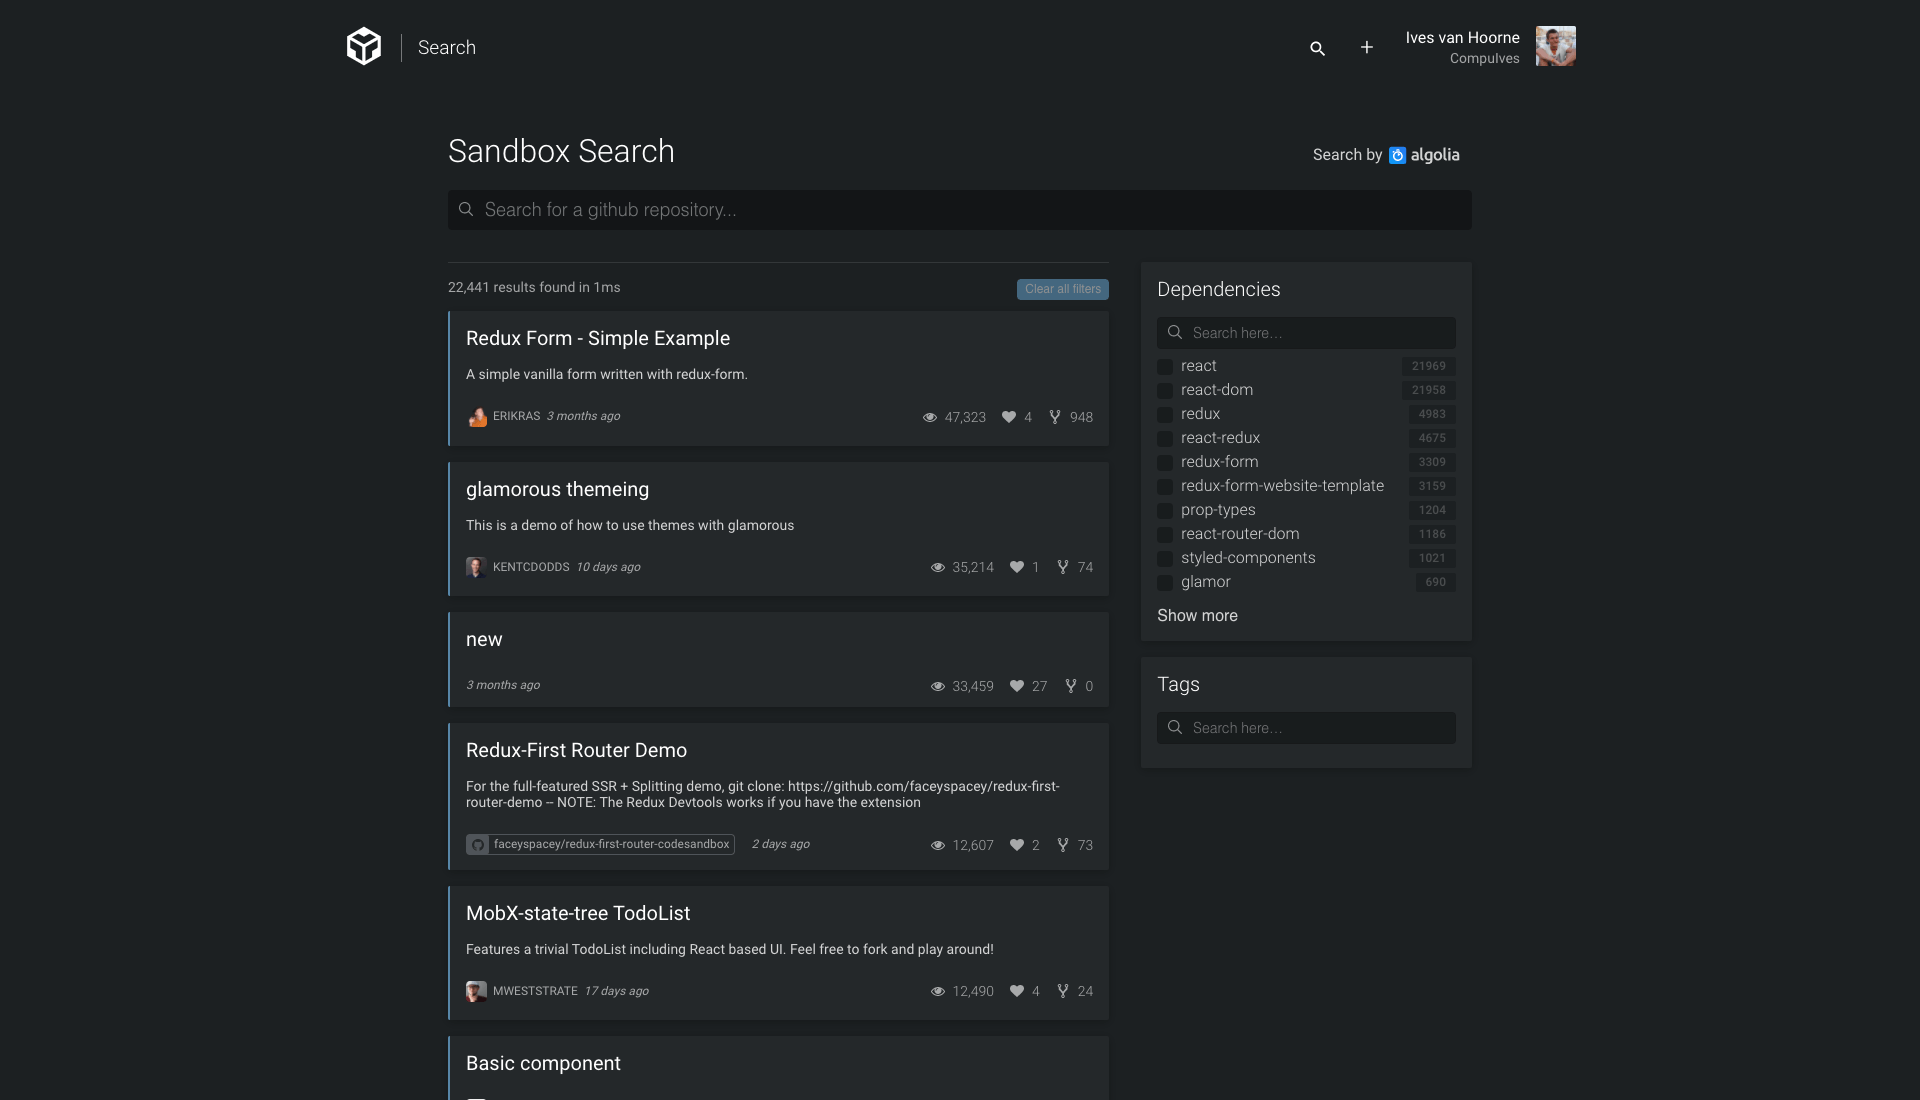 Search
Ives van Hoorne
Compulves
Sandbox Search
Search by algolia
Search for a github repository...
22,441 results found in 1ms
Clear all filters
Redux Form - Simple Example
A simple vanilla form written with redux-form.
ERIKRAS 3 months ago 47,323 4 948
glamorous themeing
This is a demo of how to use themes with glamorous
KENTCDODDS 10 days ago 35,214 1 74
new
3 months ago 33,459 27 0
Redux-First Router Demo
For the full-featured SSR + Splitting demo, git clone: https://github.com/faceyspacey/redux-first-
router-demo -- NOTE: The Redux Devtools works if you have the extension
faceyspacey/redux-first-router-codesandbox 2 days ago 12,607 2 73
MobX-state-tree TodoList
Features a trivial TodoList including React based UI. Feel free to fork and play around!
MWESTSTRATE 17 days ago 12,490 4 24
Basic component
Dependencies
Search here...
react 21969
react-dom 21958
redux 4983
react-redux 4675
redux-form 3309
redux-form-website-template 3159
prop-types 1204
react-router-dom 1186
styled-components 1021
glamor 690
Show more
Tags
Search here...